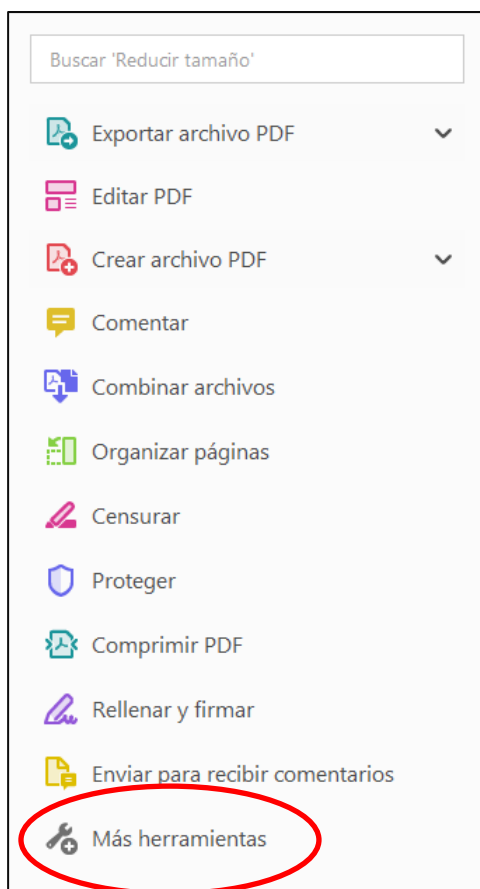 Buscar 'Reducir tamaño'
Exportar archivo PDF
Editar PDF
Crear archivo PDF
Comentar
Combinar archivos
Organizar páginas
Censurar
Proteger
Comprimir PDF
Rellenar y firmar
Enviar para recibir comentarios
Más herramientas